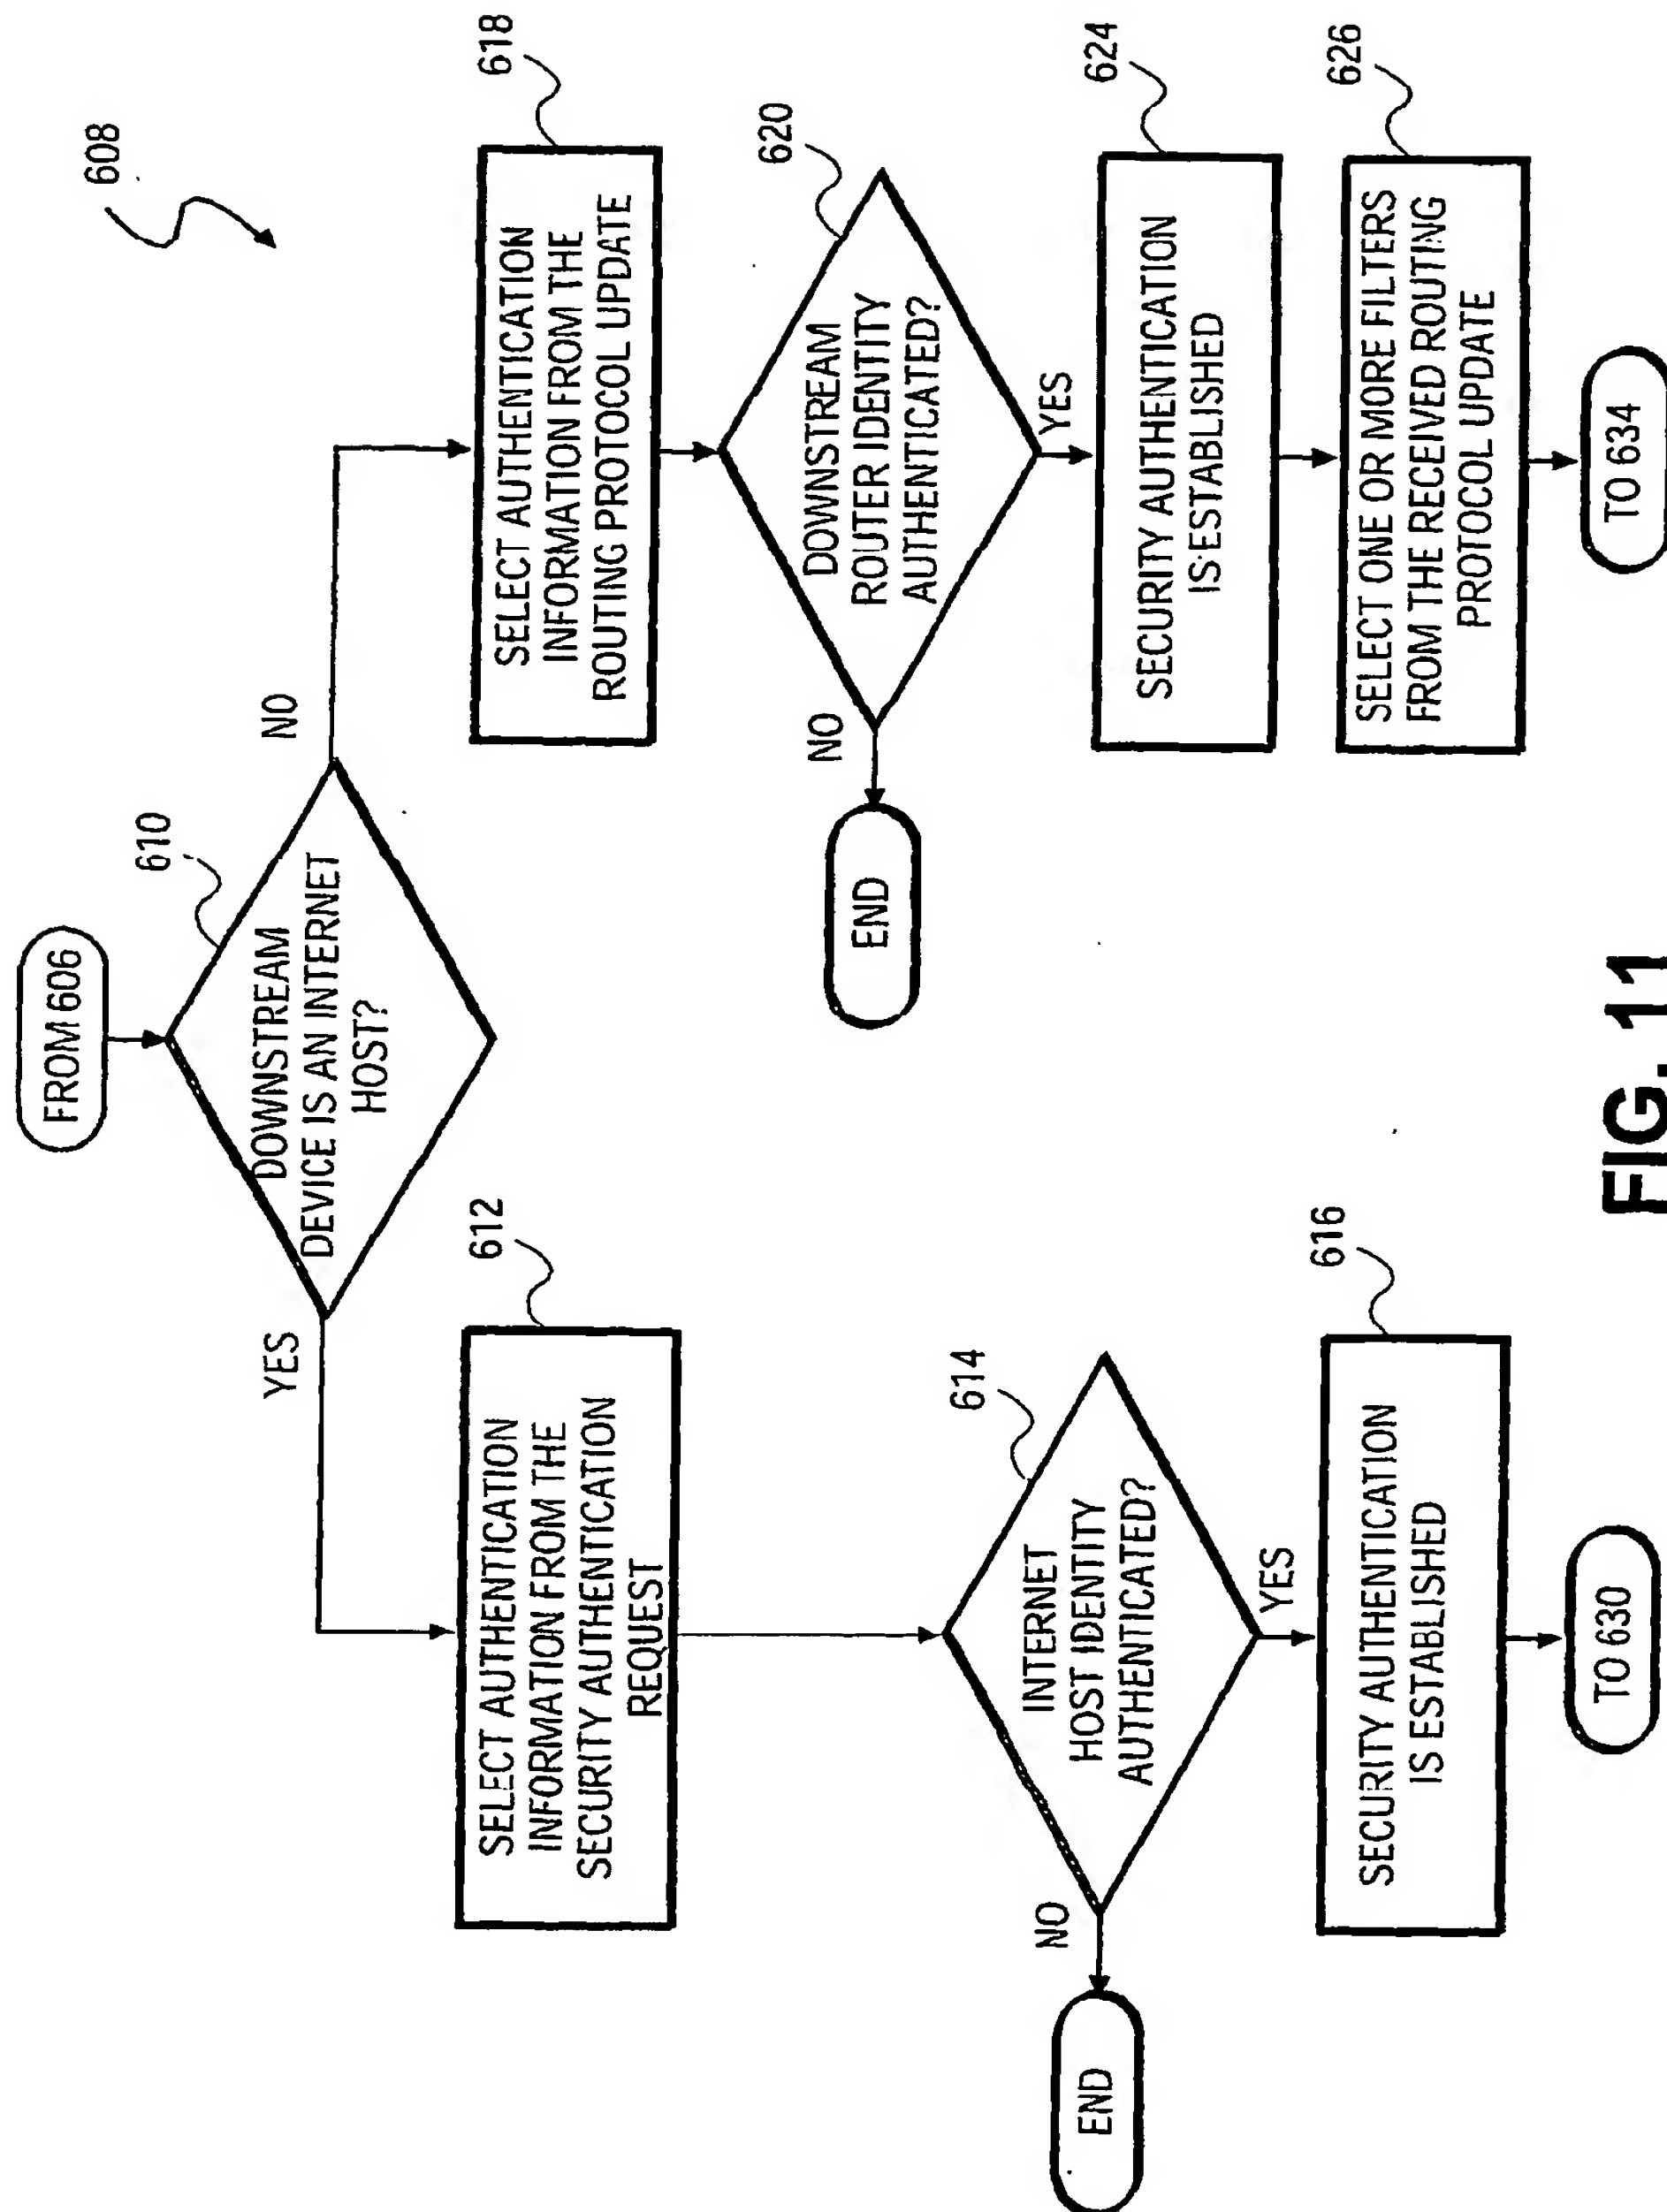 608
FROM 606
610
DOWNSTREAM
DEVICE IS AN INTERNET
HOST?
YES
NO
612
SELECT AUTHENTICATION
INFORMATION FROM THE
SECURITY AUTHENTICATION
REQUEST
614
INTERNET
HOST IDENTITY
AUTHENTICATED?
NO
END
YES
616
SECURITY AUTHENTICATION
IS ESTABLISHED
TO 630
618
SELECT AUTHENTICATION
INFORMATION FROM THE
ROUTING PROTOCOL UPDATE
620
DOWNSTREAM
ROUTER IDENTITY
AUTHENTICATED?
NO
END
YES
624
SECURITY AUTHENTICATION
IS ESTABLISHED
626
SELECT ONE OR MORE FILTERS
FROM THE RECEIVED ROUTING
PROTOCOL UPDATE
TO 634
FIG. 11